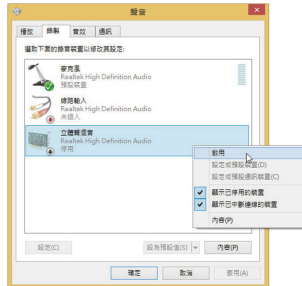 聲音
播放 錄製 音效 通訊
選取下面的錄音裝置以修改其設定:
麥克風
Realtek High Definition Audio
預設裝置
線路輸入
Realtek High Definition Audio
未插入
立體聲混音
Realtek High Definition Audio
停用
啟用
設定成預設裝置(D)
設定成預設通訊裝置(C)
顯示已停用的裝置
顯示已中斷連線的裝置
內容(P)
設定(C) 設為預設值(S) 內容(P)
確定 取消 套用(A)